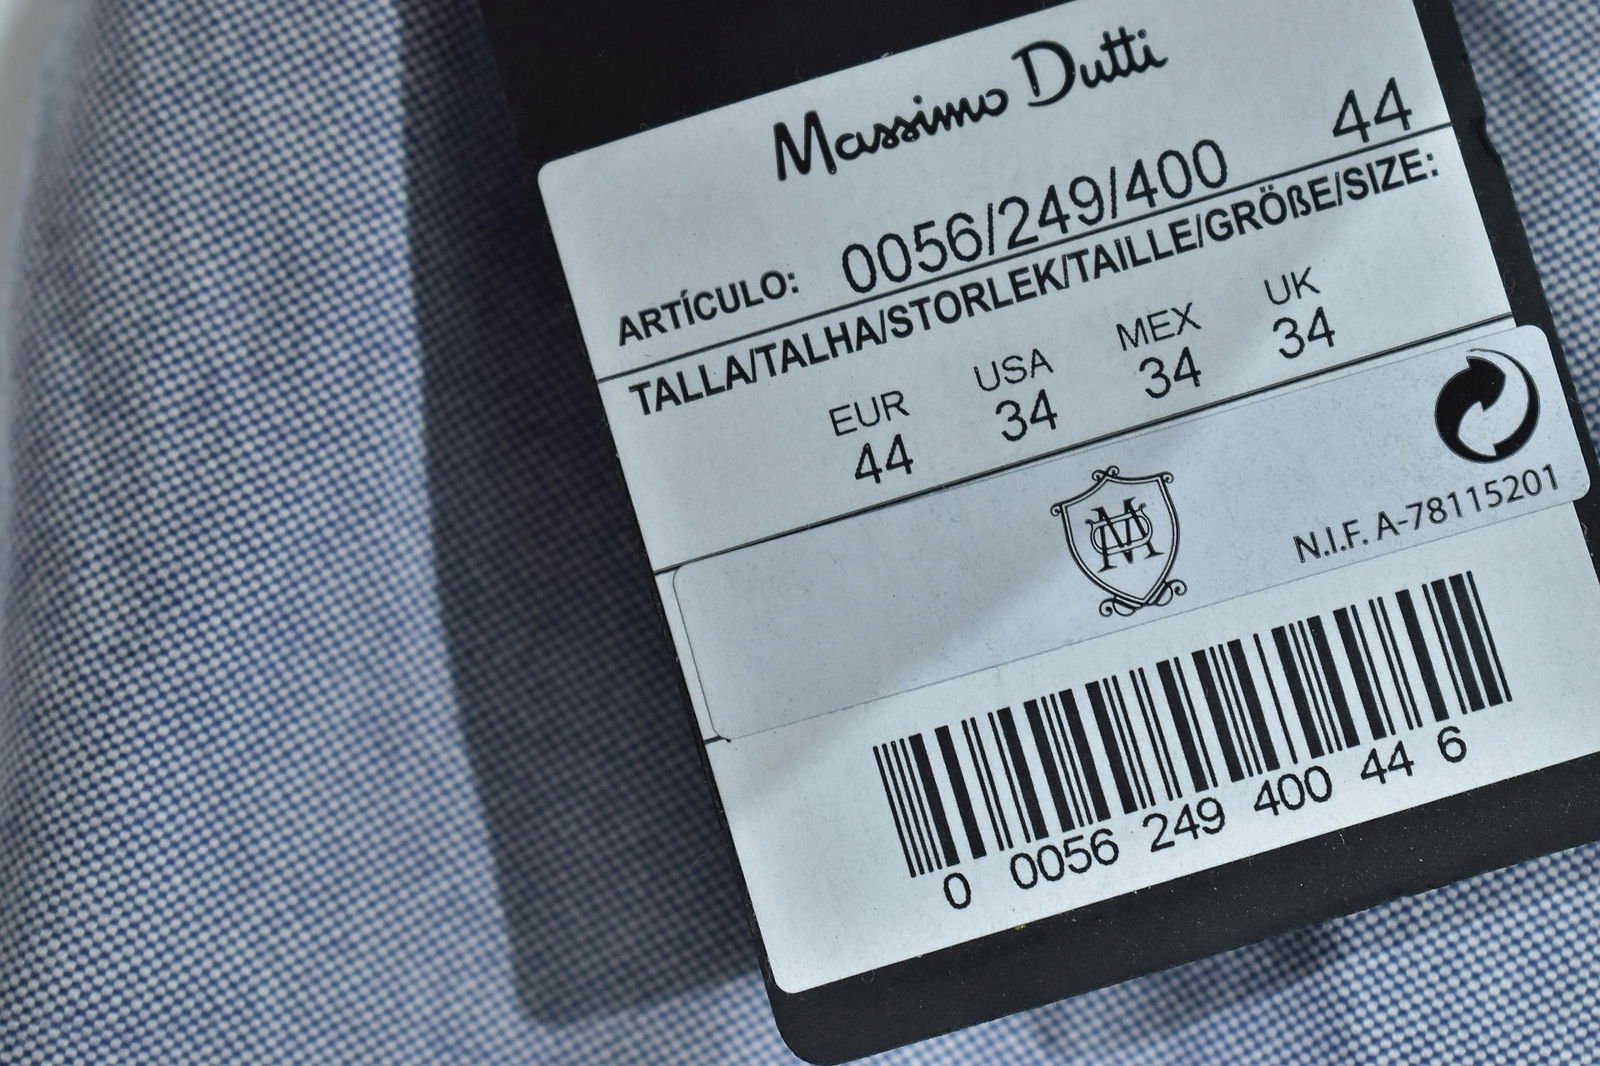 Massimo Dutti
ARTÍCULO: 0056/249/400 44
TALLA/TALHA/STORLEK/TAILLE/GRÖßE/SIZE:
EUR USA MEX UK
44 34 34 34
M
N.I.F. A-78115201
0 0056 249 400 44 6